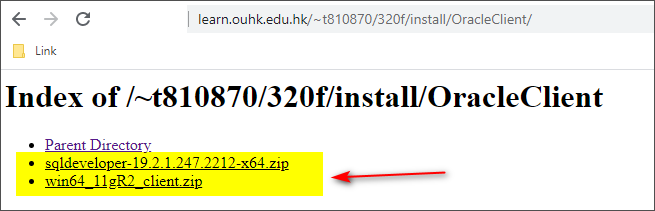 learn.ouhk.edu.hk/~t810870/320f/install/OracleClient/
Link
Index of /~t810870/320f/install/OracleClient
Parent Directory
sqldeveloper-19.2.1.247.2212-x64.zip
win64_11gR2_client.zip